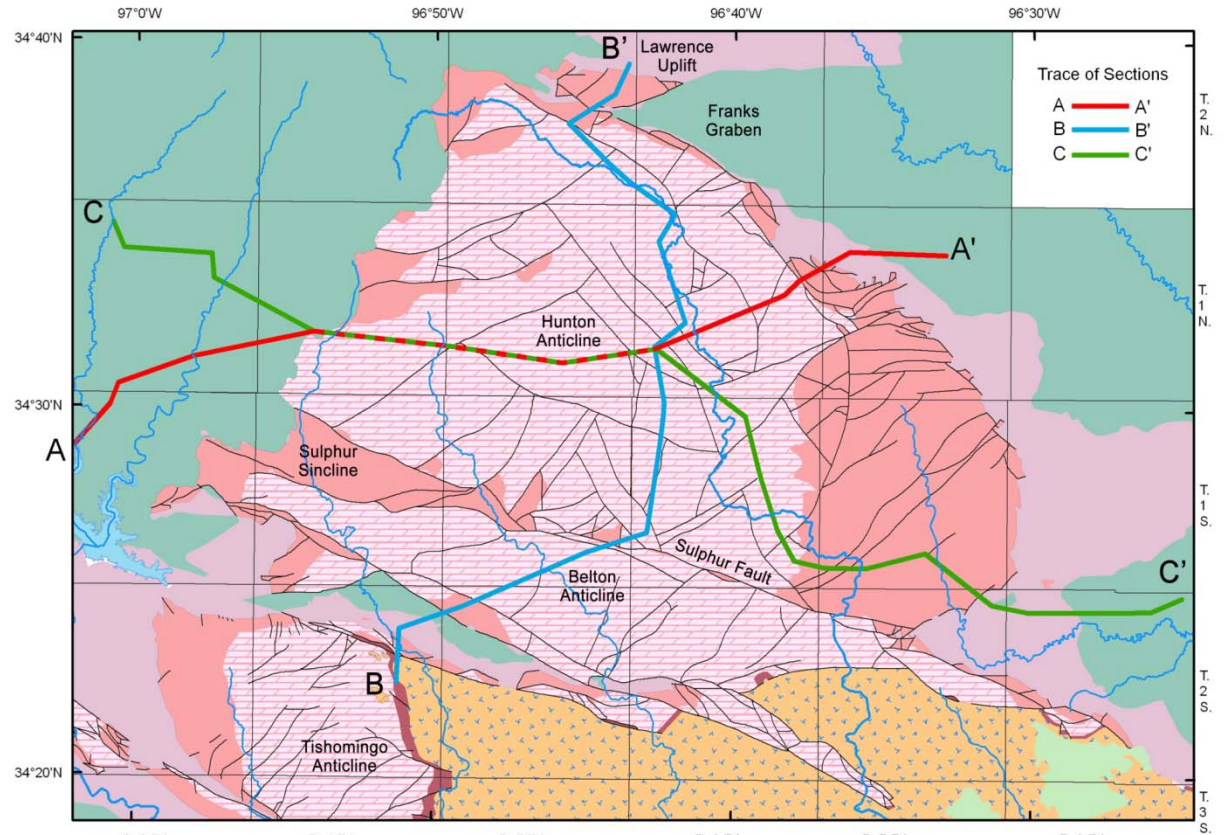 97°0'W
96°50'W
96°40'W
96°30'W
34°40'N
B'
Lawrence
Uplift
Trace of Sections
A A'
B B'
C C'
T.
2
N.
Franks
Graben
C
A'
T.
1
N.
Hunton
Anticline
34°30'N
A
Sulphur
Sincline
T.
1
S.
Sulphur Fault
Belton
Anticline
C'
B
T.
2
S.
Tishomingo
Anticline
34°20'N
T.
3
S.